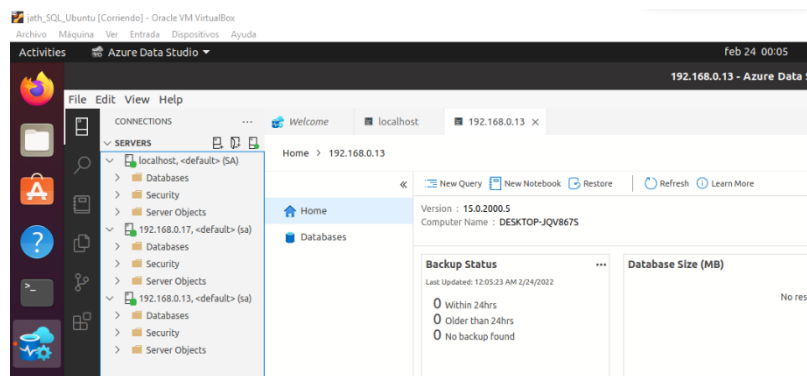 jath_SQL_Ubuntu [Corriendo] - Oracle VM VirtualBox
Archivo Máquina Ver Entrada Dispositivos Ayuda
Activities Azure Data Studio feb 24 00:05
192.168.0.13 - Azure Data S
File Edit View Help
CONNECTIONS ... Welcome localhost 192.168.0.13
SERVERS
localhost, <default> (SA)
Databases
Security
Server Objects
192.168.0.17, <default> (sa)
Databases
Security
Server Objects
192.168.0.13, <default> (sa)
Databases
Security
Server Objects
Home > 192.168.0.13
New Query New Notebook Restore Refresh Learn More
Home
Databases
Version : 15.0.2000.5
Computer Name : DESKTOP-JQV867S
Backup Status ...
Last Updated: 12:05:23 AM 2/24/2022
0 Within 24hrs
0 Older than 24hrs
0 No backup found
Database Size (MB)
No res